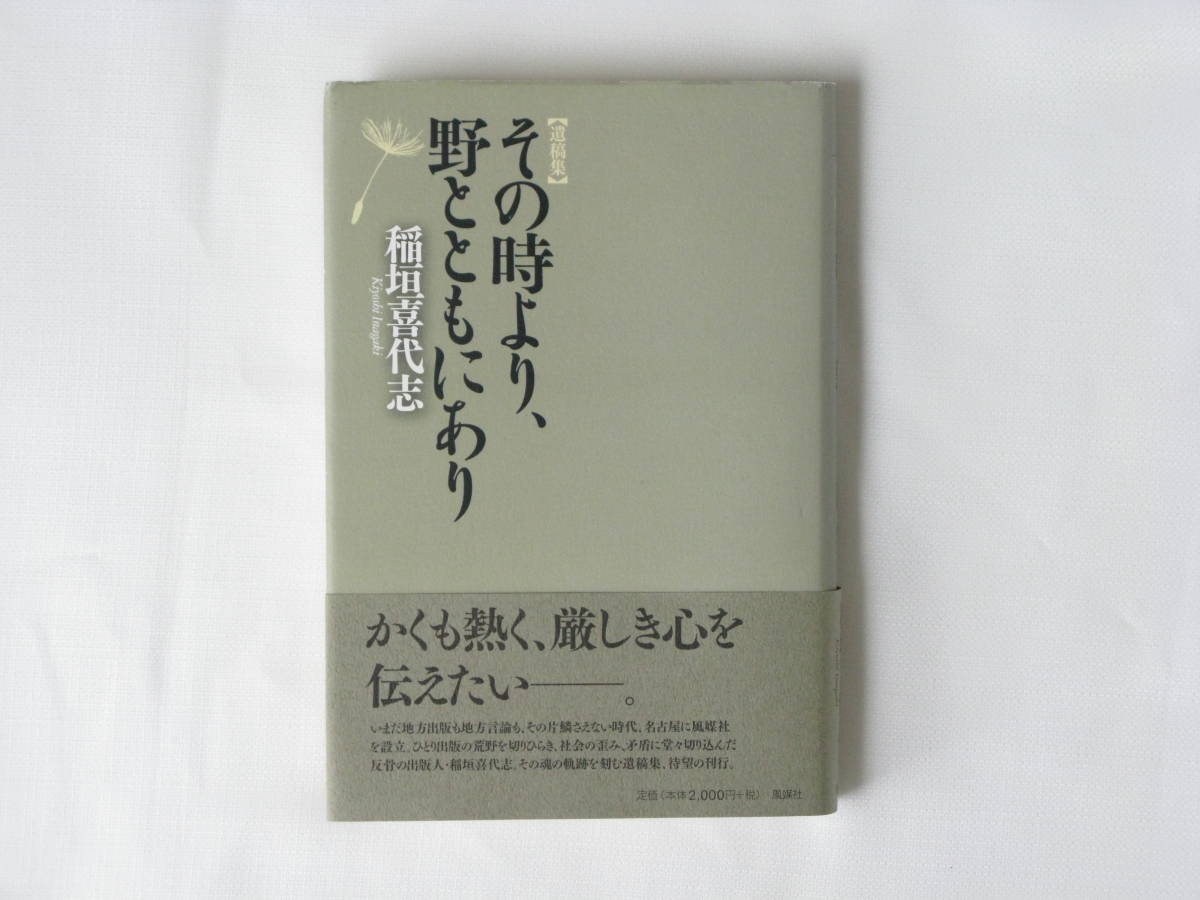 【遺稿集】
その時より、
野とともにあり
稲垣喜代志
Kiyoshi Inagaki
かくも熱く、厳しき心を
伝えたい――。
いまだ地方出版も地方言論も、その片鱗さえない時代。名古屋に風媒社
を設立。ひとり出版の荒野を切りひらき、社会の歪み、矛盾に堂々切り込んだ
反骨の出版人・稲垣喜代志。その魂の軌跡を刻む遺稿集、待望の刊行。
定価（本体2,000円+税） 風媒社